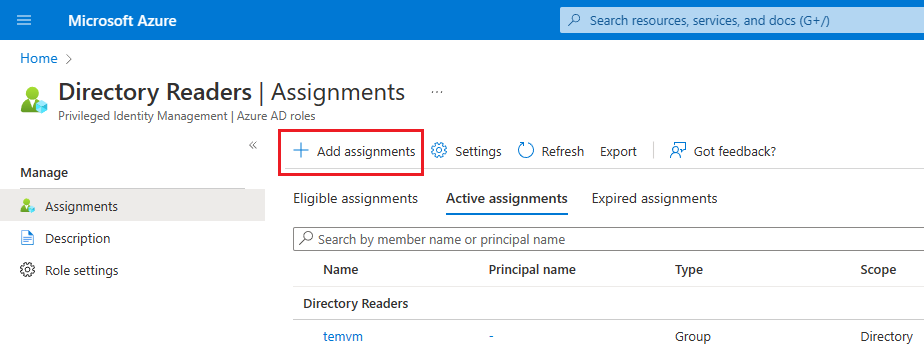 Microsoft Azure
Search resources, services, and docs (G+/)
Home >
Directory Readers | Assignments ...
Privileged Identity Management | Azure AD roles
«
+ Add assignments Settings Refresh Export Got feedback?
Manage
Assignments
Description
Role settings
Eligible assignments Active assignments Expired assignments
Search by member name or principal name
Name Principal name Type Scope
Directory Readers
temvm - Group Directory